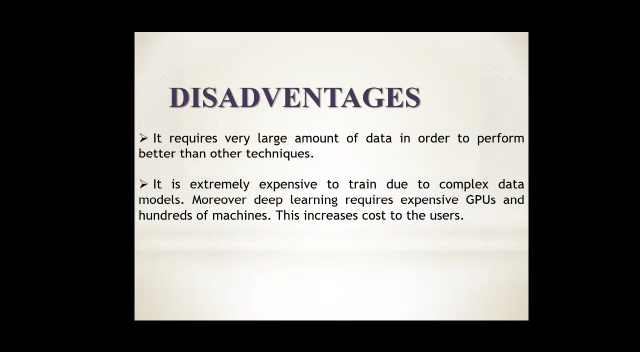 DISADVENTAGES
➢ It requires very large amount of data in order to perform
better than other techniques.
➢ It is extremely expensive to train due to complex data
models. Moreover deep learning requires expensive GPUs and
hundreds of machines. This increases cost to the users.